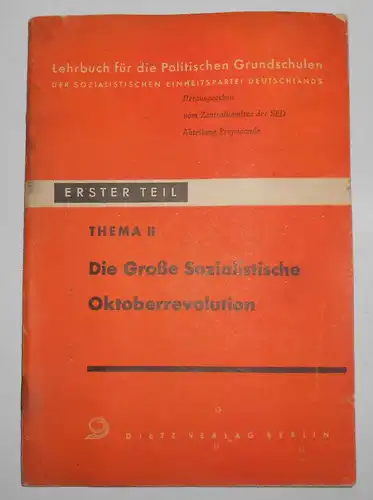 Lehrbuch für die Politischen Grundschulen
DER SOZIALISTISCHEN EINHEITSPARTEI DEUTSCHLANDS
Herausgegeben
vom Zentralkomitee der SED
Abteilung Propaganda
ERSTER TEIL
THEMA II
Die Große Sozialistische
Oktoberrevolution
DIETZ VERLAG BERLIN